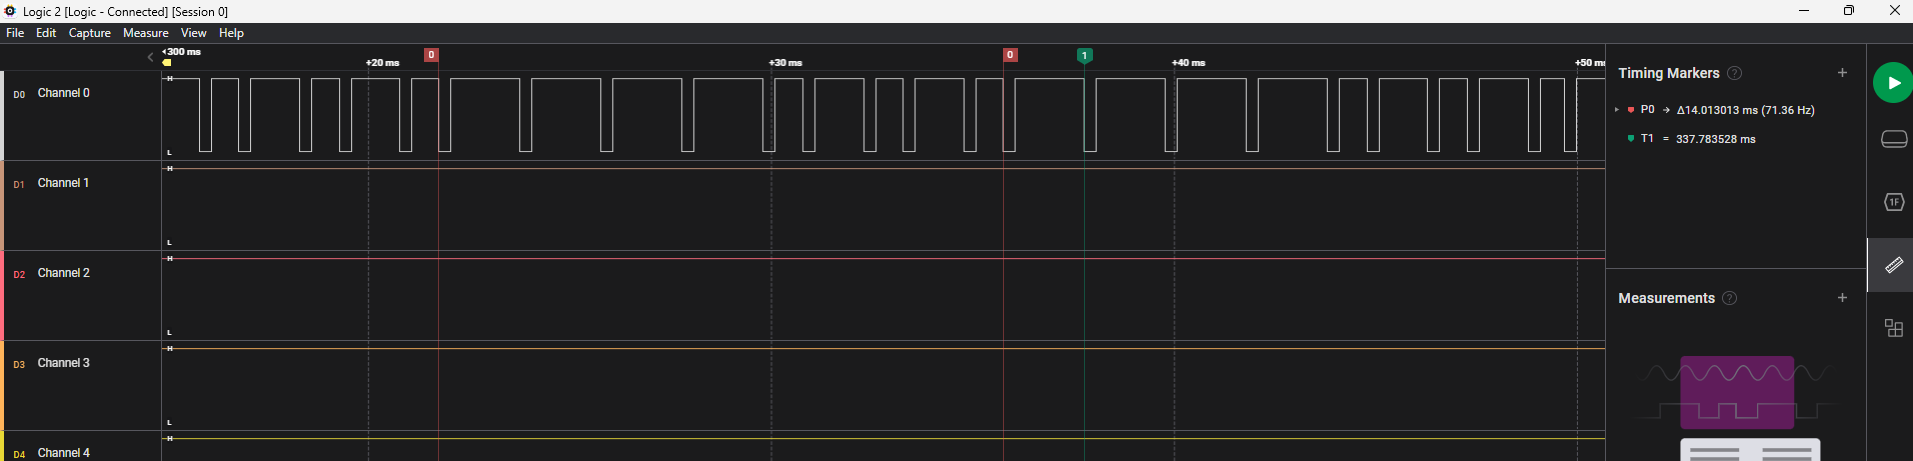 Logic 2 [Logic - Connected] [Session 0]
File Edit Capture Measure View Help
300 ms
0 0 1
+20 ms +30 ms +40 ms +50 ms
Timing Markers ?
P0 → Δ14.013013 ms (71.36 Hz)
T1 = 337.783528 ms
H
D0 Channel 0
L
H
D1 Channel 1
L
H
D2 Channel 2
L
Measurements ?
H
D3 Channel 3
L
H
D4 Channel 4
1F